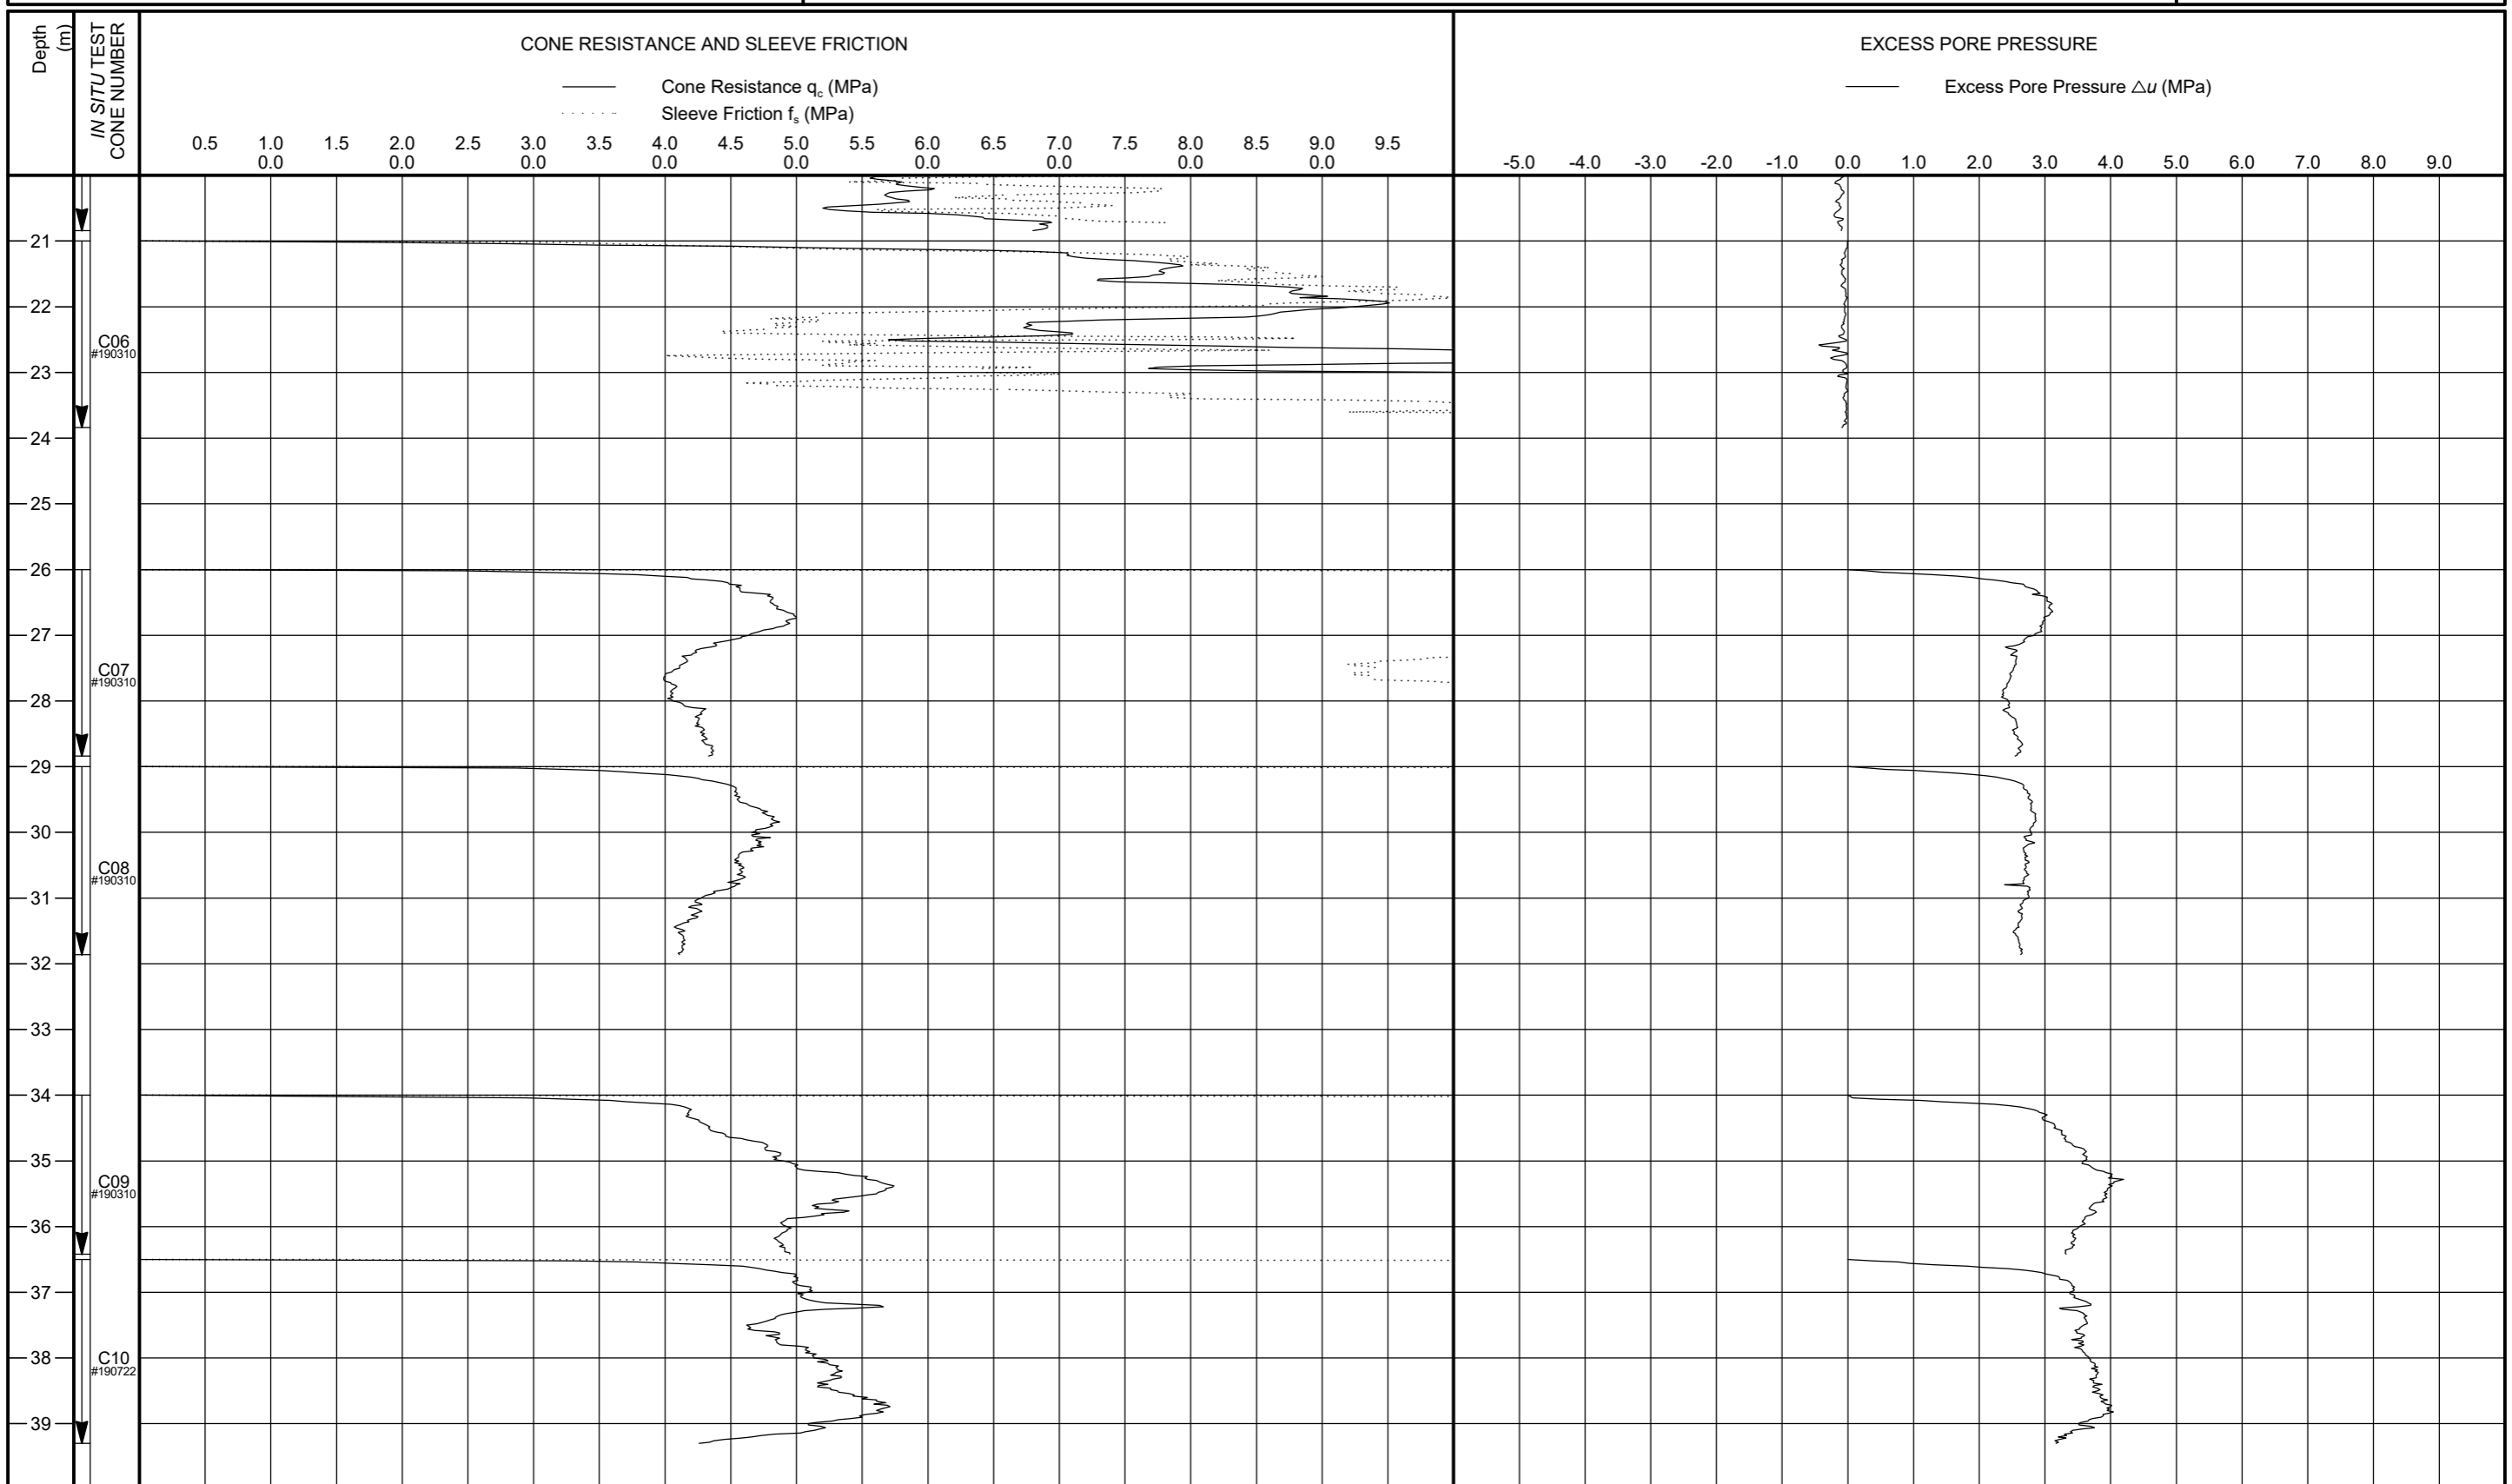 Depth
(m)
IN SITU TEST
CONE NUMBER
CONE RESISTANCE AND SLEEVE FRICTION
Cone Resistance qc (MPa)
Sleeve Friction fs (MPa)
0.5 1.0 1.5 2.0 2.5 3.0 3.5 4.0 4.5 5.0 5.5 6.0 6.5 7.0 7.5 8.0 8.5 9.0 9.5
0.0 0.0 0.0 0.0 0.0 0.0 0.0 0.0 0.0
EXCESS PORE PRESSURE
Excess Pore Pressure △u (MPa)
-5.0 -4.0 -3.0 -2.0 -1.0 0.0 1.0 2.0 3.0 4.0 5.0 6.0 7.0 8.0 9.0
21
22
C06
#190310
23
24
25
26
27
C07
#190310
28
29
30
C08
#190310
31
32
33
34
35
C09
#190310
36
37
38
C10
#190722
39